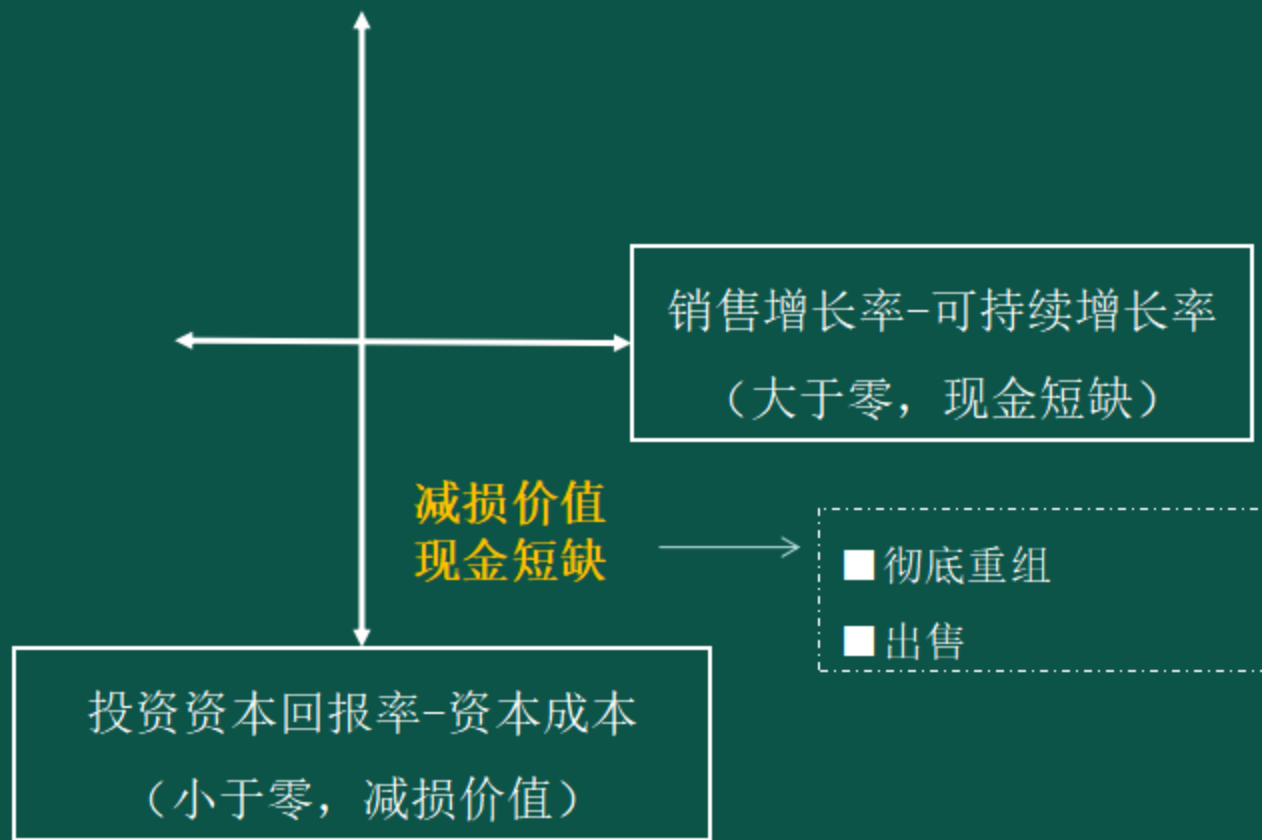 销售增长率-可持续增长率
（大于零，现金短缺）
减损价值
现金短缺
■彻底重组
■出售
投资资本回报率-资本成本
（小于零，减损价值）